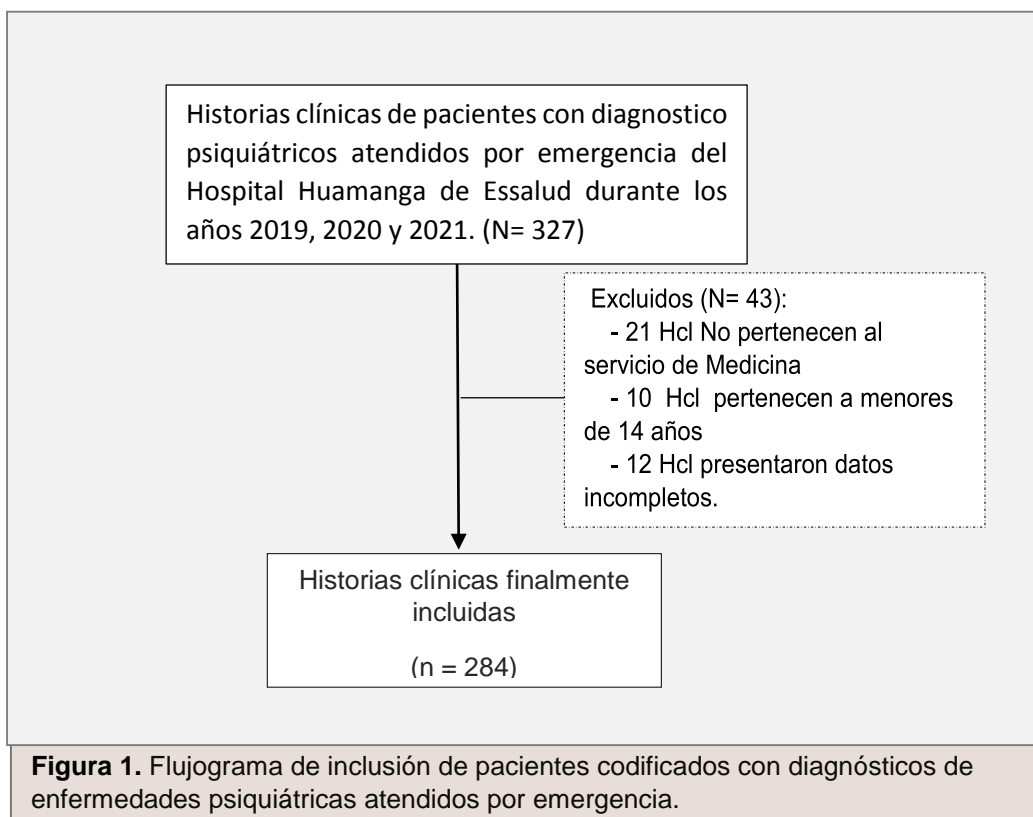 Historias clínicas de pacientes con diagnostico
psiquiátricos atendidos por emergencia del
Hospital Huamanga de Essalud durante los
años 2019, 2020 y 2021. (N= 327)
Excluidos (N= 43):
- 21 Hcl No pertenecen al
servicio de Medicina
- 10 Hcl pertenecen a menores
de 14 años
- 12 Hcl presentaron datos
incompletos.
Historias clínicas finalmente
incluidas
(n = 284)
Figura 1. Flujograma de inclusión de pacientes codificados con diagnósticos de
enfermedades psiquiátricas atendidos por emergencia.